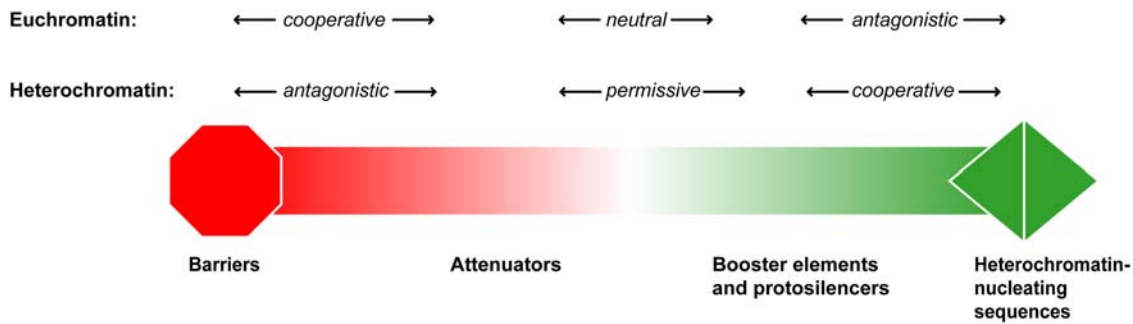 Euchromatin: cooperative neutral antagonistic
Heterochromatin: antagonistic permissive cooperative
Barriers Attenuators Booster elements Heterochromatin-
and protosilencers nucleating
sequences